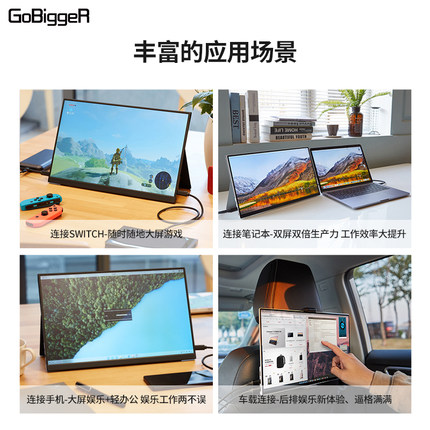 GoBiggeR
丰富的应用场景
连接SWITCH-随时随地大屏游戏
连接笔记本-双屏双倍生产力 工作效率大提升
连接手机-大屏娱乐+轻办公 娱乐工作两不误
车载连接-后排娱乐新体验、逼格满满